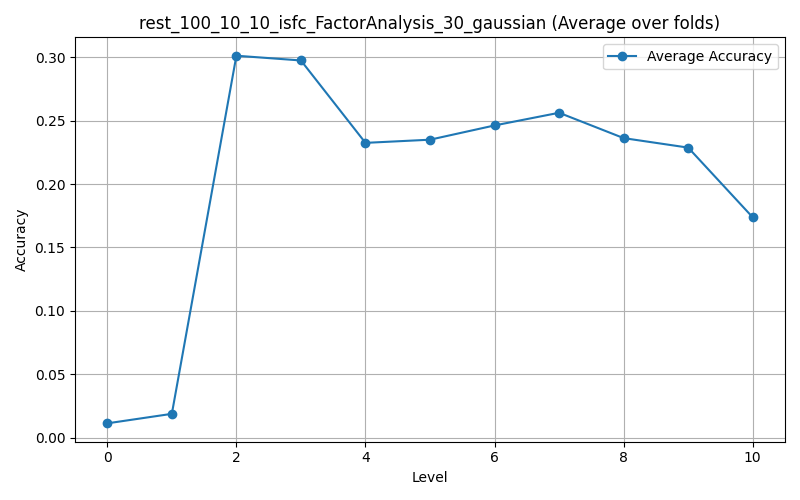 rest_100_10_10_isfc_FactorAnalysis_30_gaussian (Average over folds)
Average Accuracy
0.30
0.25
0.20
0.15
0.10
0.05
0.00
Accuracy
0 2 4 6 8 10
Level